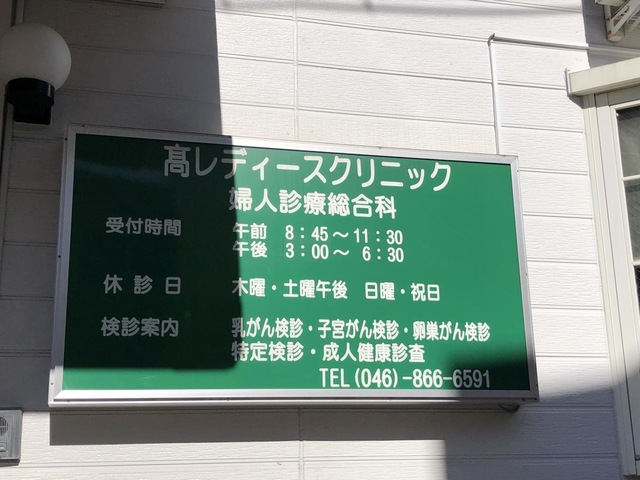 髙レディースクリニック
婦人診療総合科
受付時間 午前 8：45～11：30
午後 3：00～ 6：30
休診日 木曜・土曜午後 日曜・祝日
検診案内 乳がん検診・子宮がん検診・卵巣がん検診
特定検診・成人健康診査
TEL(046)-866-6591